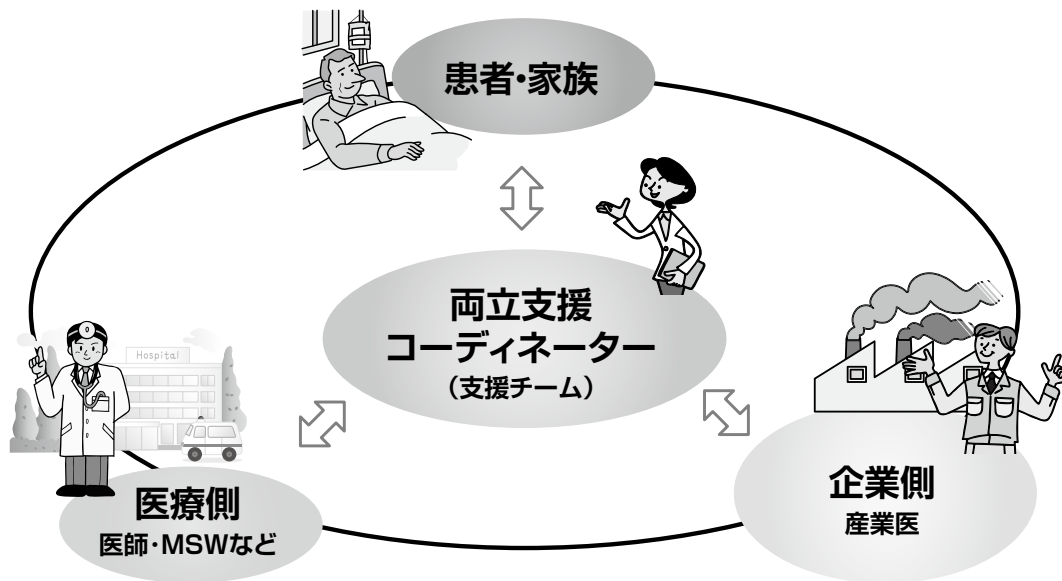 患者・家族
両立支援
コーディネーター
（支援チーム）
Hospital
医療側
医師・MSWなど
企業側
産業医